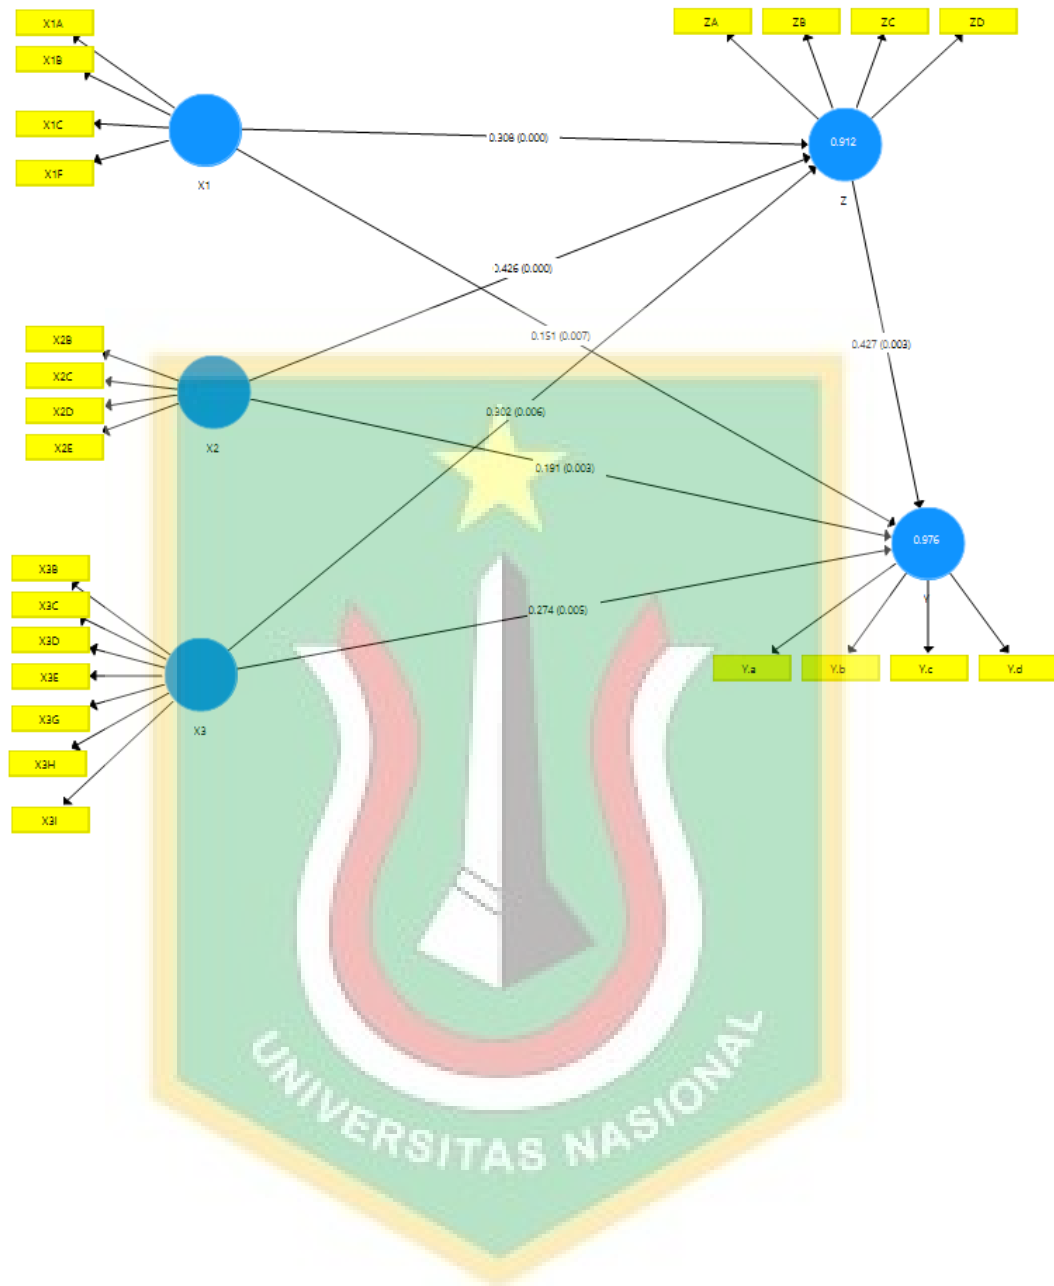 X1A
X1B
X1C
X1F
X1
ZA
ZB
ZC
ZD
0.912
Z
0.308 (0.000)
0.426 (0.000)
0.151 (0.007)
0.427 (0.003)
X2B
X2C
X2D
X2E
X2
0.302 (0.006)
0.191 (0.003)
0.976
Y
X3B
X3C
X3D
X3E
X3G
X3H
X3I
X3
0.274 (0.005)
Y.a
Y.b
Y.c
Y.d
UNIVERSITAS NASIONAL